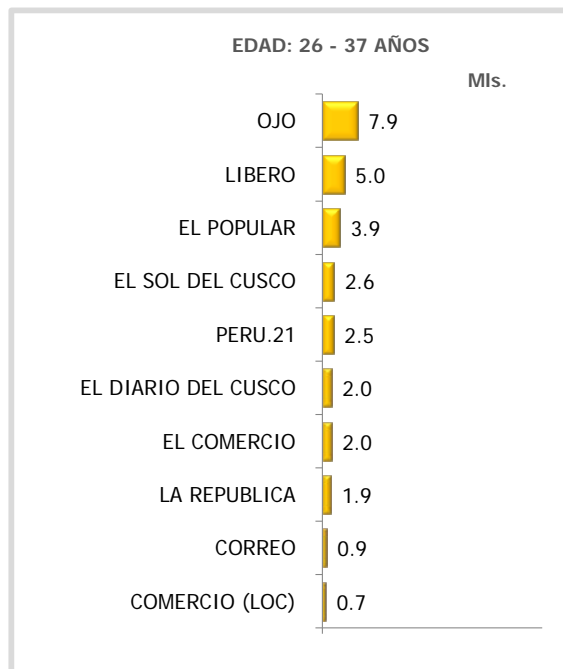 EDAD: 26 - 37 AÑOS
Mls.
OJO 7.9
LIBERO 5.0
EL POPULAR 3.9
EL SOL DEL CUSCO 2.6
PERU.21 2.5
EL DIARIO DEL CUSCO 2.0
EL COMERCIO 2.0
LA REPUBLICA 1.9
CORREO 0.9
COMERCIO (LOC) 0.7